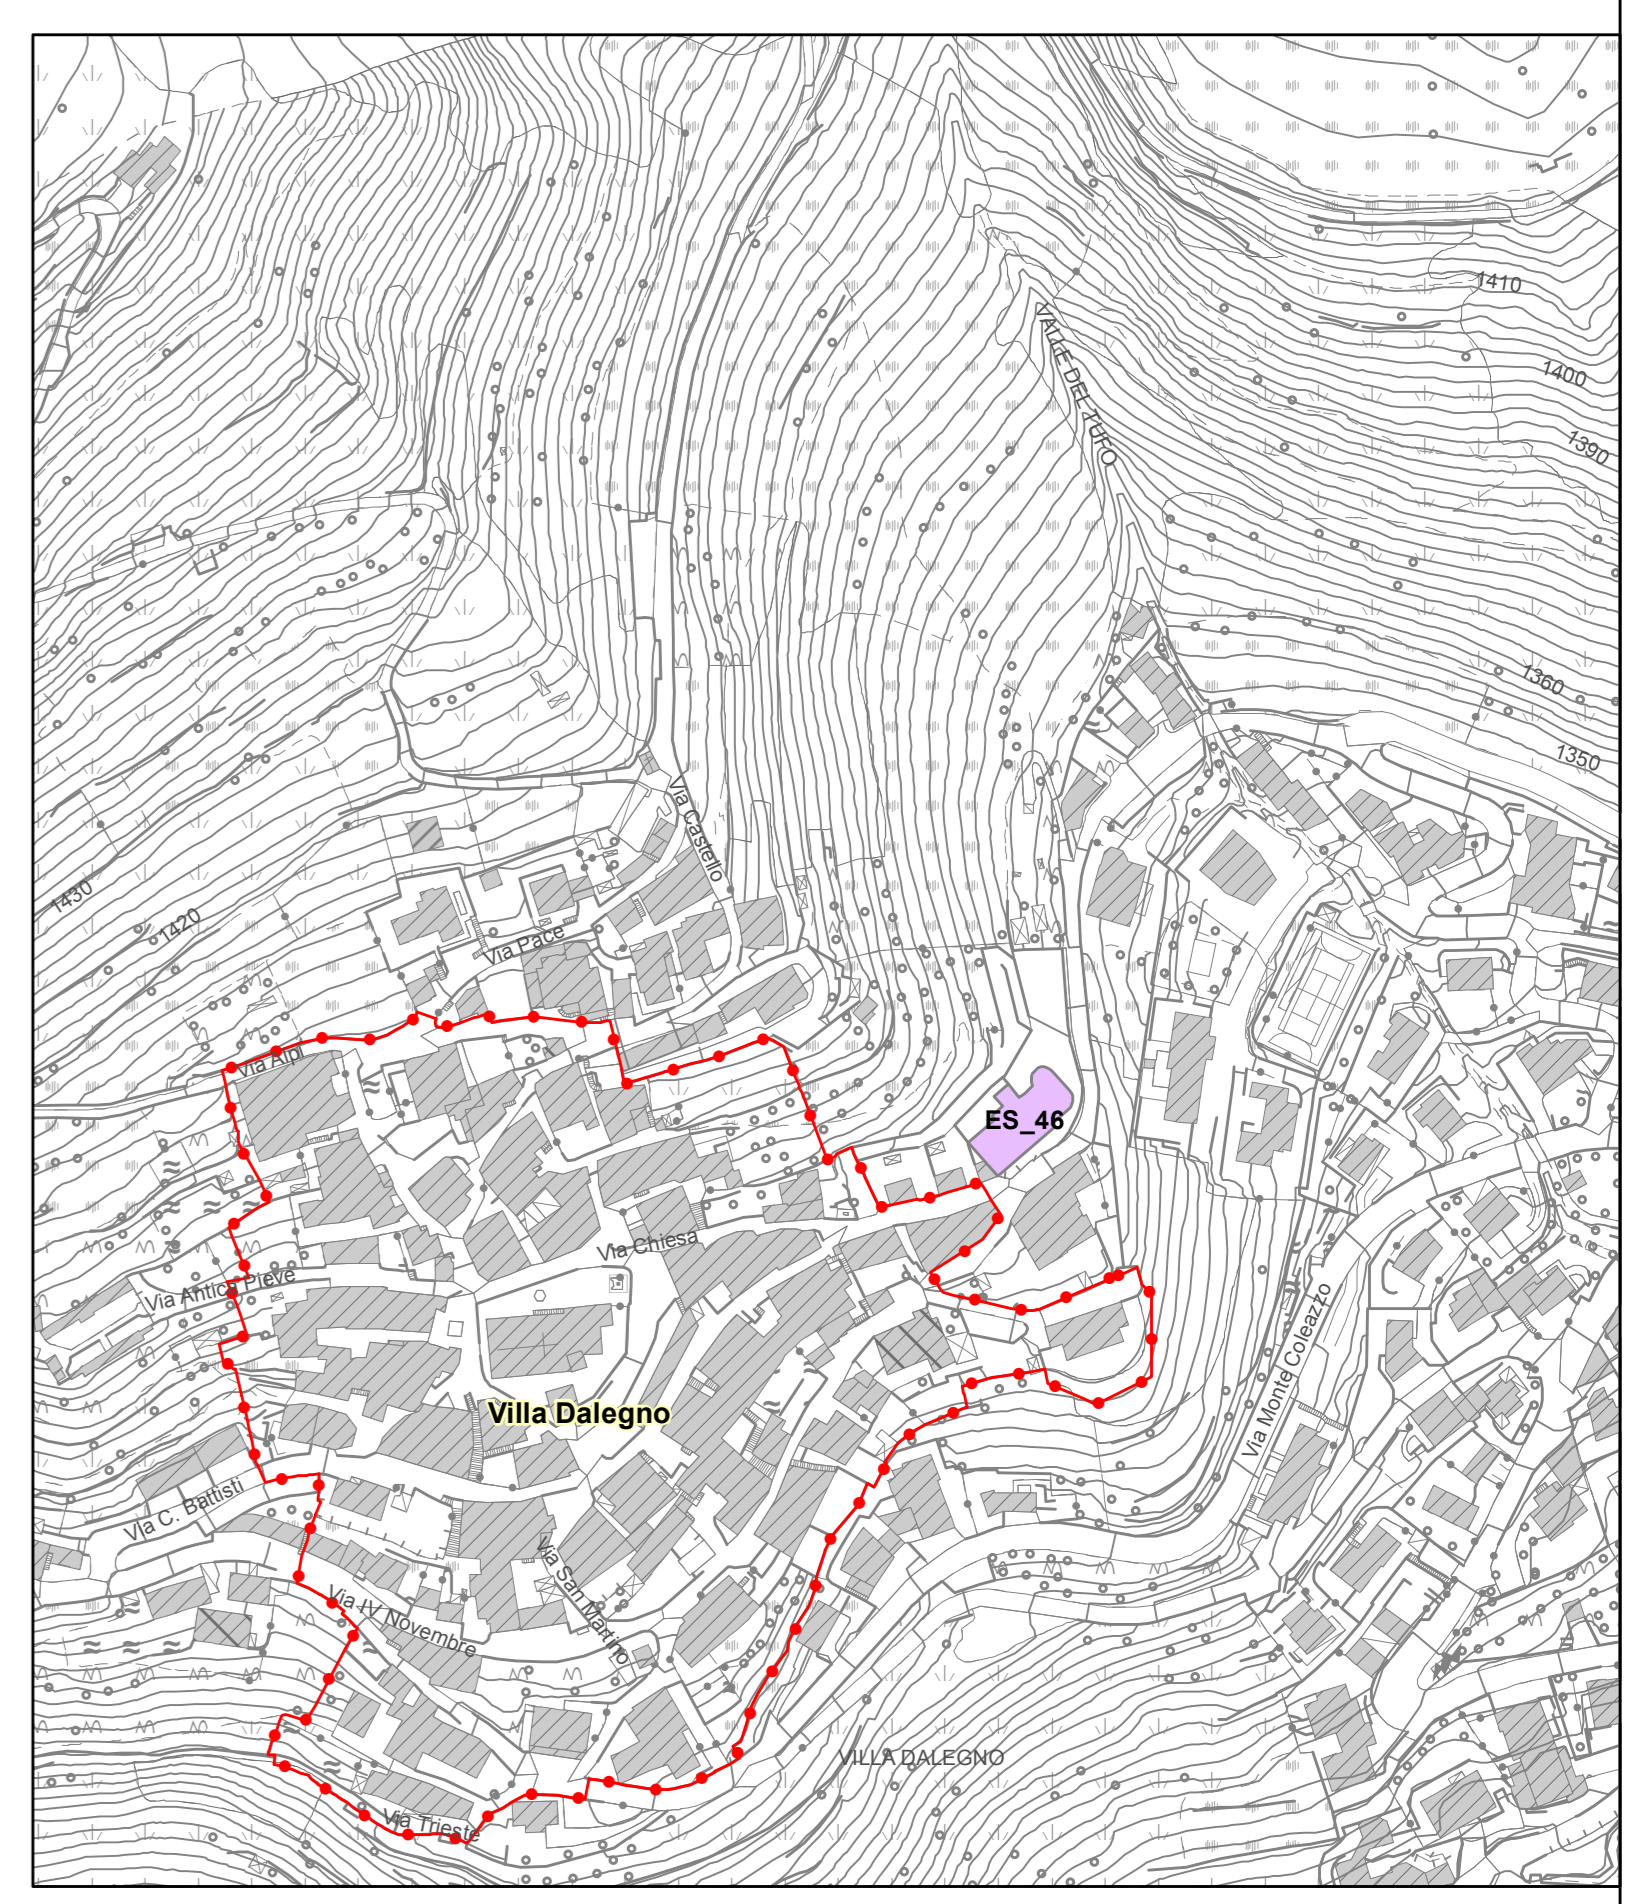 1410
VALLE DEL TUFO
1400
1390
1360
1350
Via Castello
1430
1420
Via Pace
Via Alpi
ES_46
Via Chiesa
Via Antica Pieve
Via Monte Coleazzo
Villa Dalegno
Via C. Battisti
Via San Martino
Via IV Novembre
VILLA DALEGNO
Via Trieste